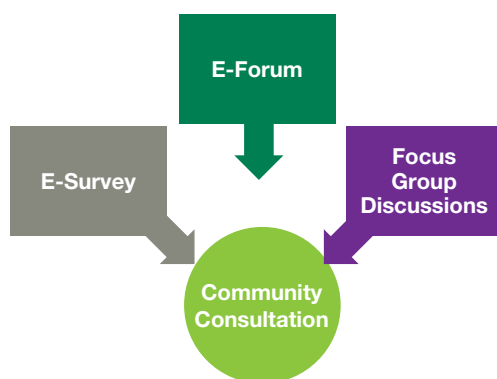 E-Forum
E-Survey
Focus
Group
Discussions
Community
Consultation